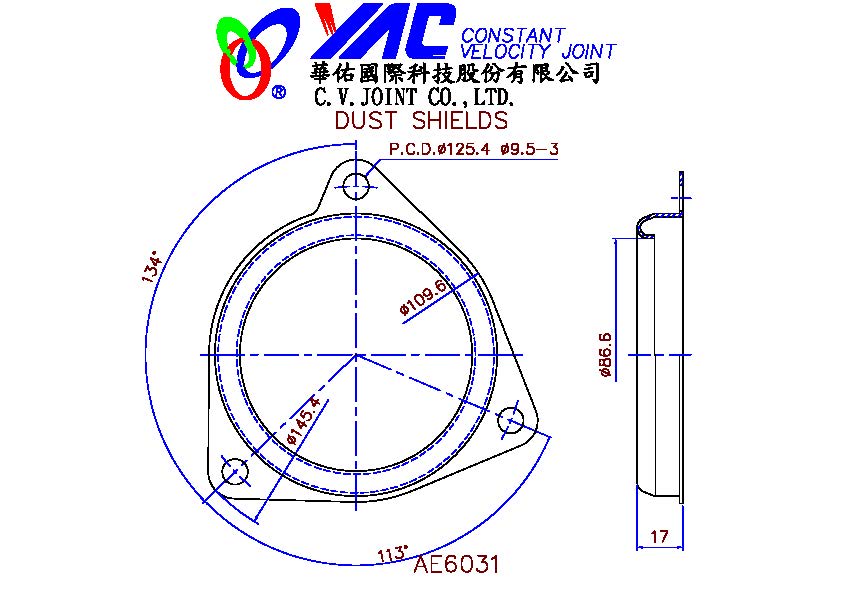 YAC CONSTANT
VELOCITY JOINT
®
華佑國際科技股份有限公司
C.V.JOINT CO.,LTD.
DUST SHIELDS
P.C.D.ø125.4 ø9.5-3
134°
ø109.6
ø86.6
ø145.4
17
113°
AE6031